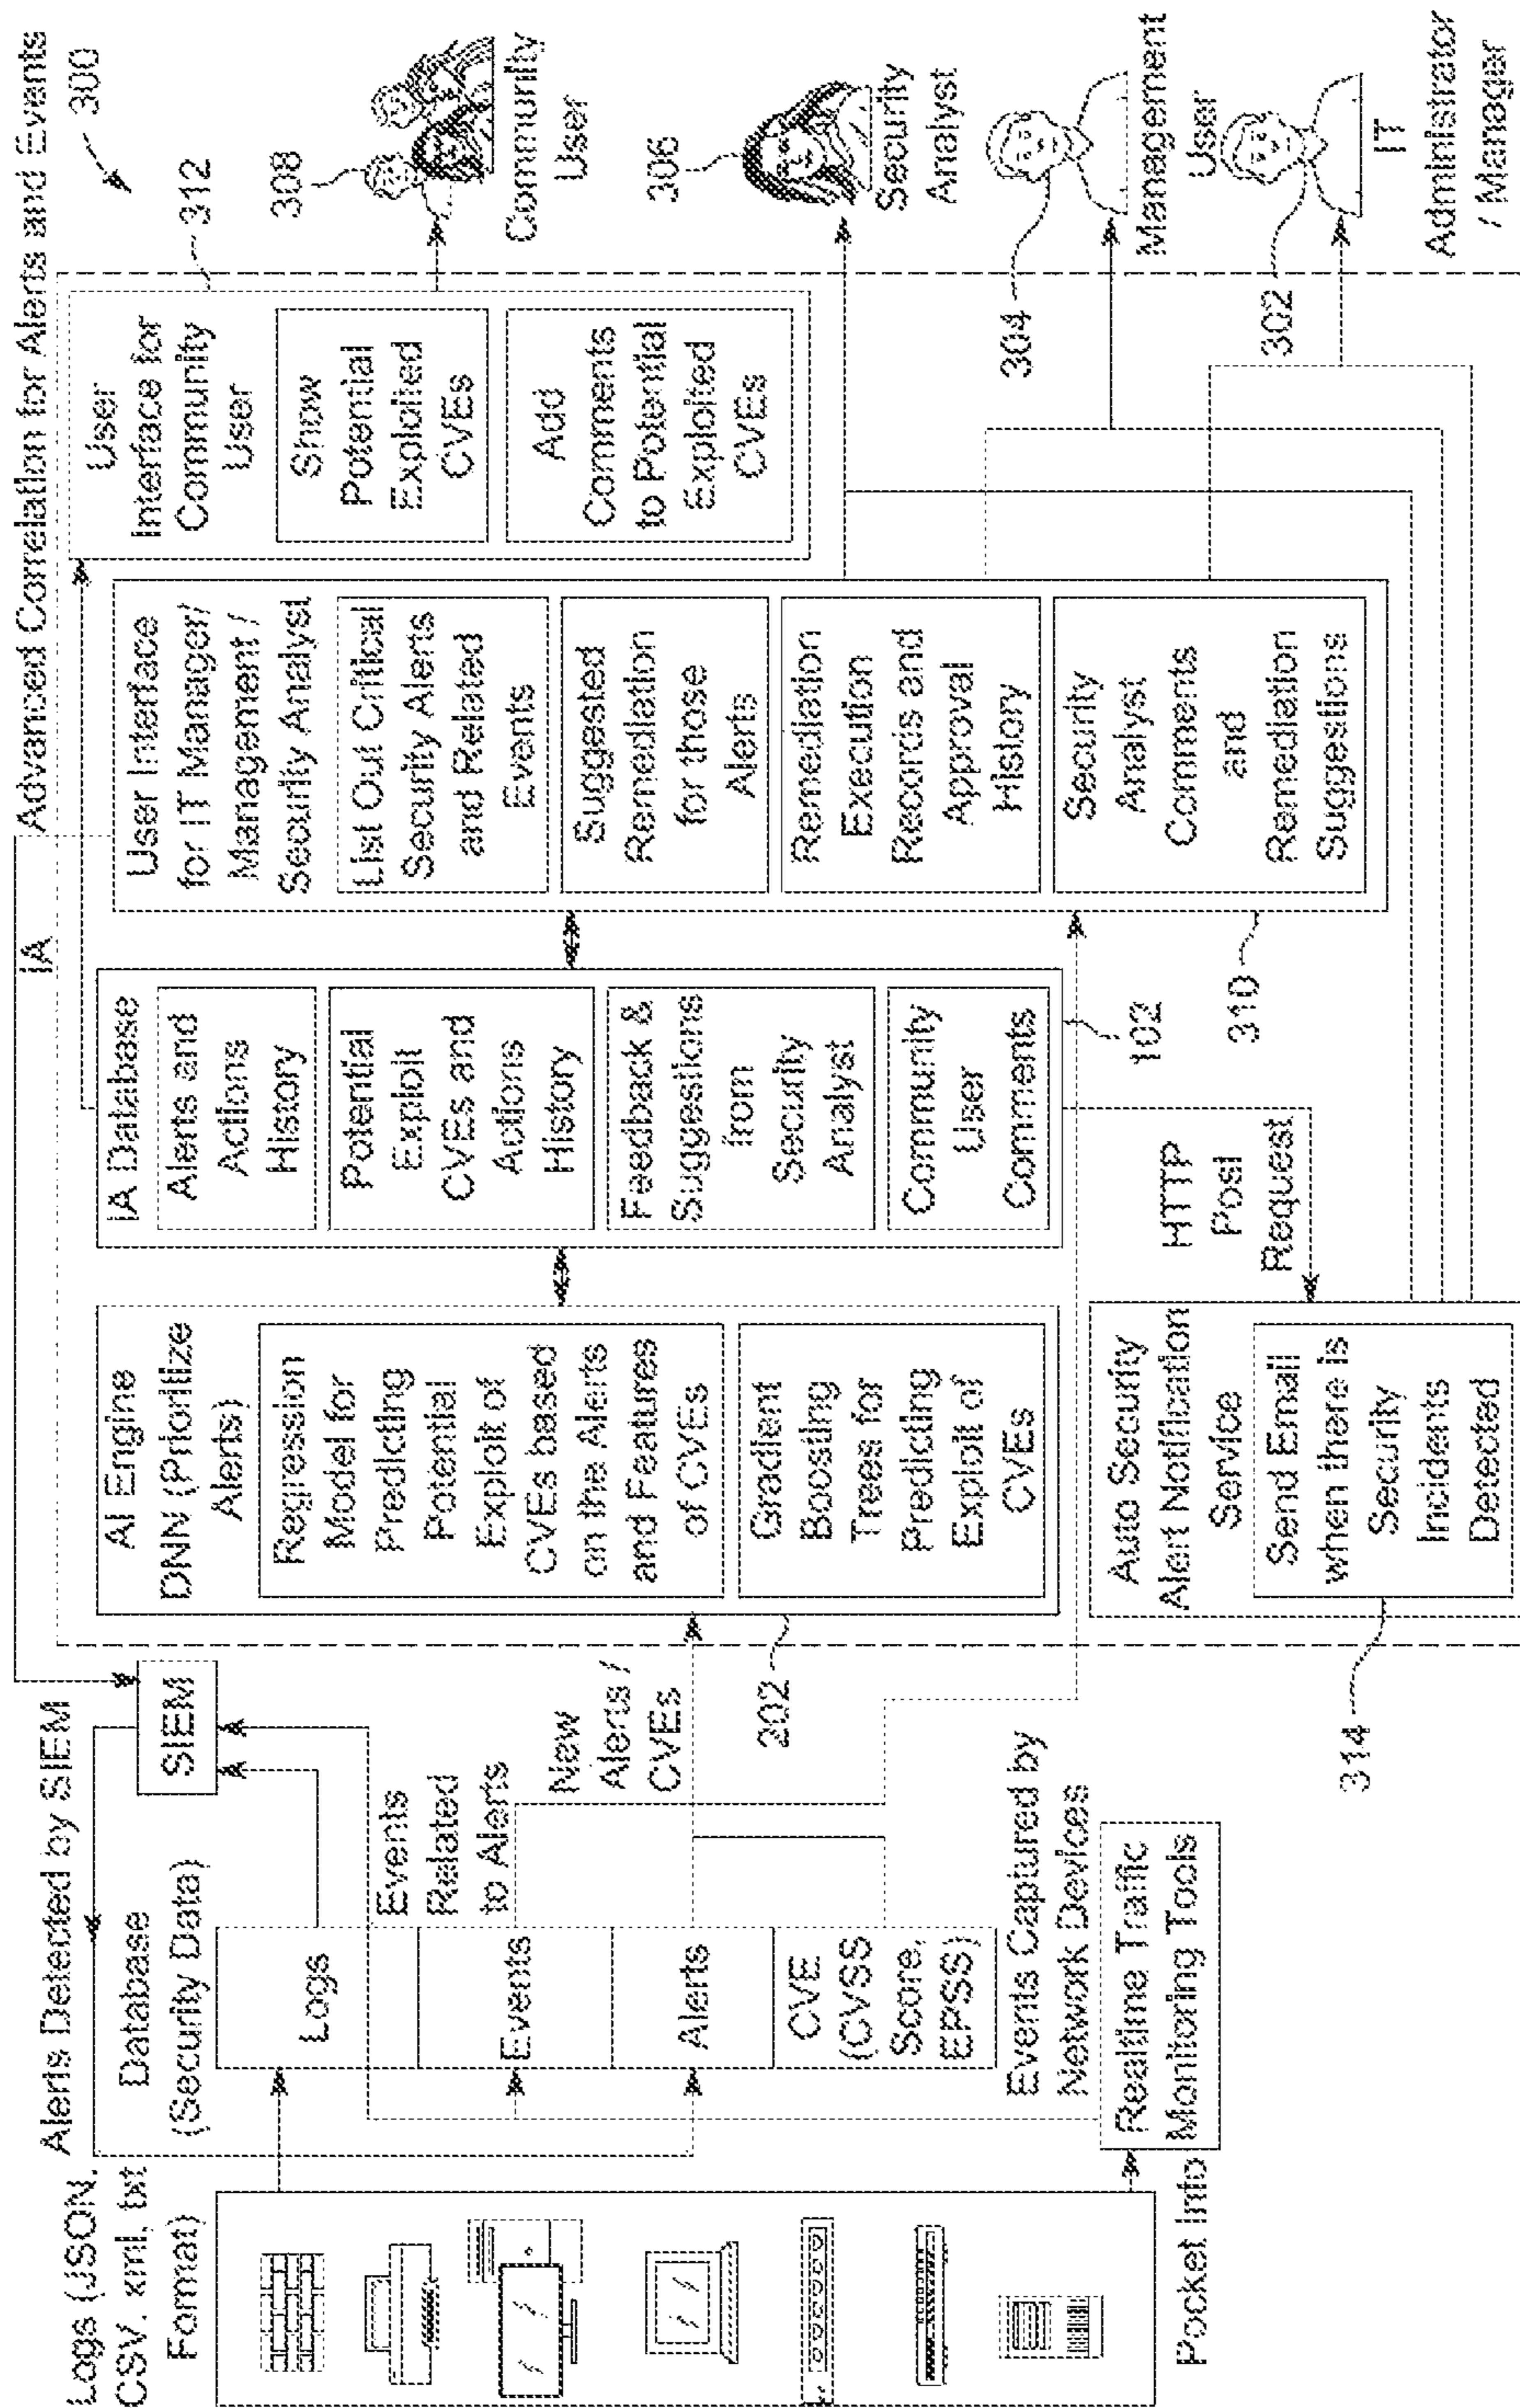 Advanced Correlation for Alerts and Events
300
Logs (JSON,
CSV, xml, txt
Format)
Pocket Into
Alerts Detected by SIEM
Database
(Security Data)
Logs
Events
Alerts
CVE
(CVSS
Score,
EPSS)
Events Captured by
Network Devices
Realtime Traffic
Monitoring Tools
SIEM
Events
Related
to Alerts
New
Alerts /
CVEs
202
314
IA
AI Engine
DNN (Prioritize
Alerts)
Regression
Model for
Predicting
Potential
Exploit of
CVEs based
on the Alerts
and Features
of CVEs
Gradient
Boosting
Trees for
Predicting
Exploit of
CVEs
Auto Security
Alert Notification
Service
Send Email
when there is
Security
Incidents
Detected
IA Database
Alerts and
Actions
History
Potential
Exploit
CVEs and
Actions
History
Feedback &
Suggestions
from
Security
Analyst
Community
User
Comments
102
HTTP
Post
Request
User Interface
for IT Manager/
Management /
Security Analyst
List Out Critical
Security Alerts
and Related
Events
Suggested
Remediation
for those
Alerts
Remediation
Execution
Records and
Approval
History
Security
Analyst
Comments
and
Remediation
Suggestions
310
User
Interface for
Community
User
Show
Potential
Exploited
CVEs
Add
Comments
to Potential
Exploited
CVEs
312
308
Community
User
306
Security
Analyst
304
Management
User
302
IT
Administrator
/ Manager